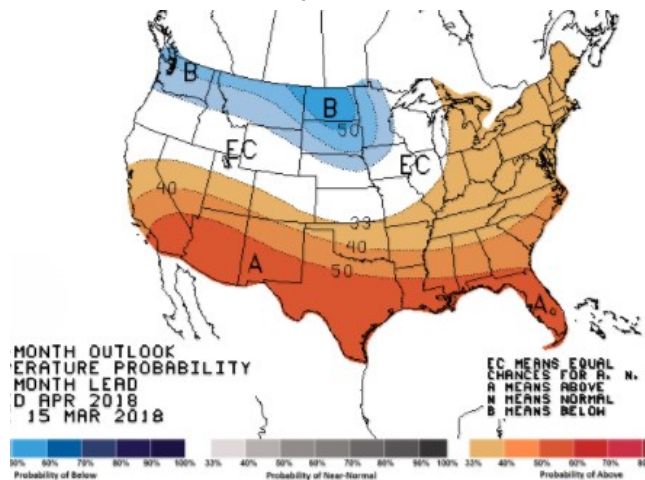 B
B
50
EC
EC
40
33
40
A
50
A
MONTH OUTLOOK
ERATURE PROBABILITY
MONTH LEAD
D APR 2018
15 MAR 2018
EC MEANS EQUAL
CHANCES FOR A, N,
A MEANS ABOVE
N MEANS NORMAL
B MEANS BELOW
60% 70% 80% 90% 100% 33% 40% 50% 60% 70% 80% 90% 100% 33% 40% 50% 60% 70% 80%
Probability of Below Probability of Near-Normal Probability of Above